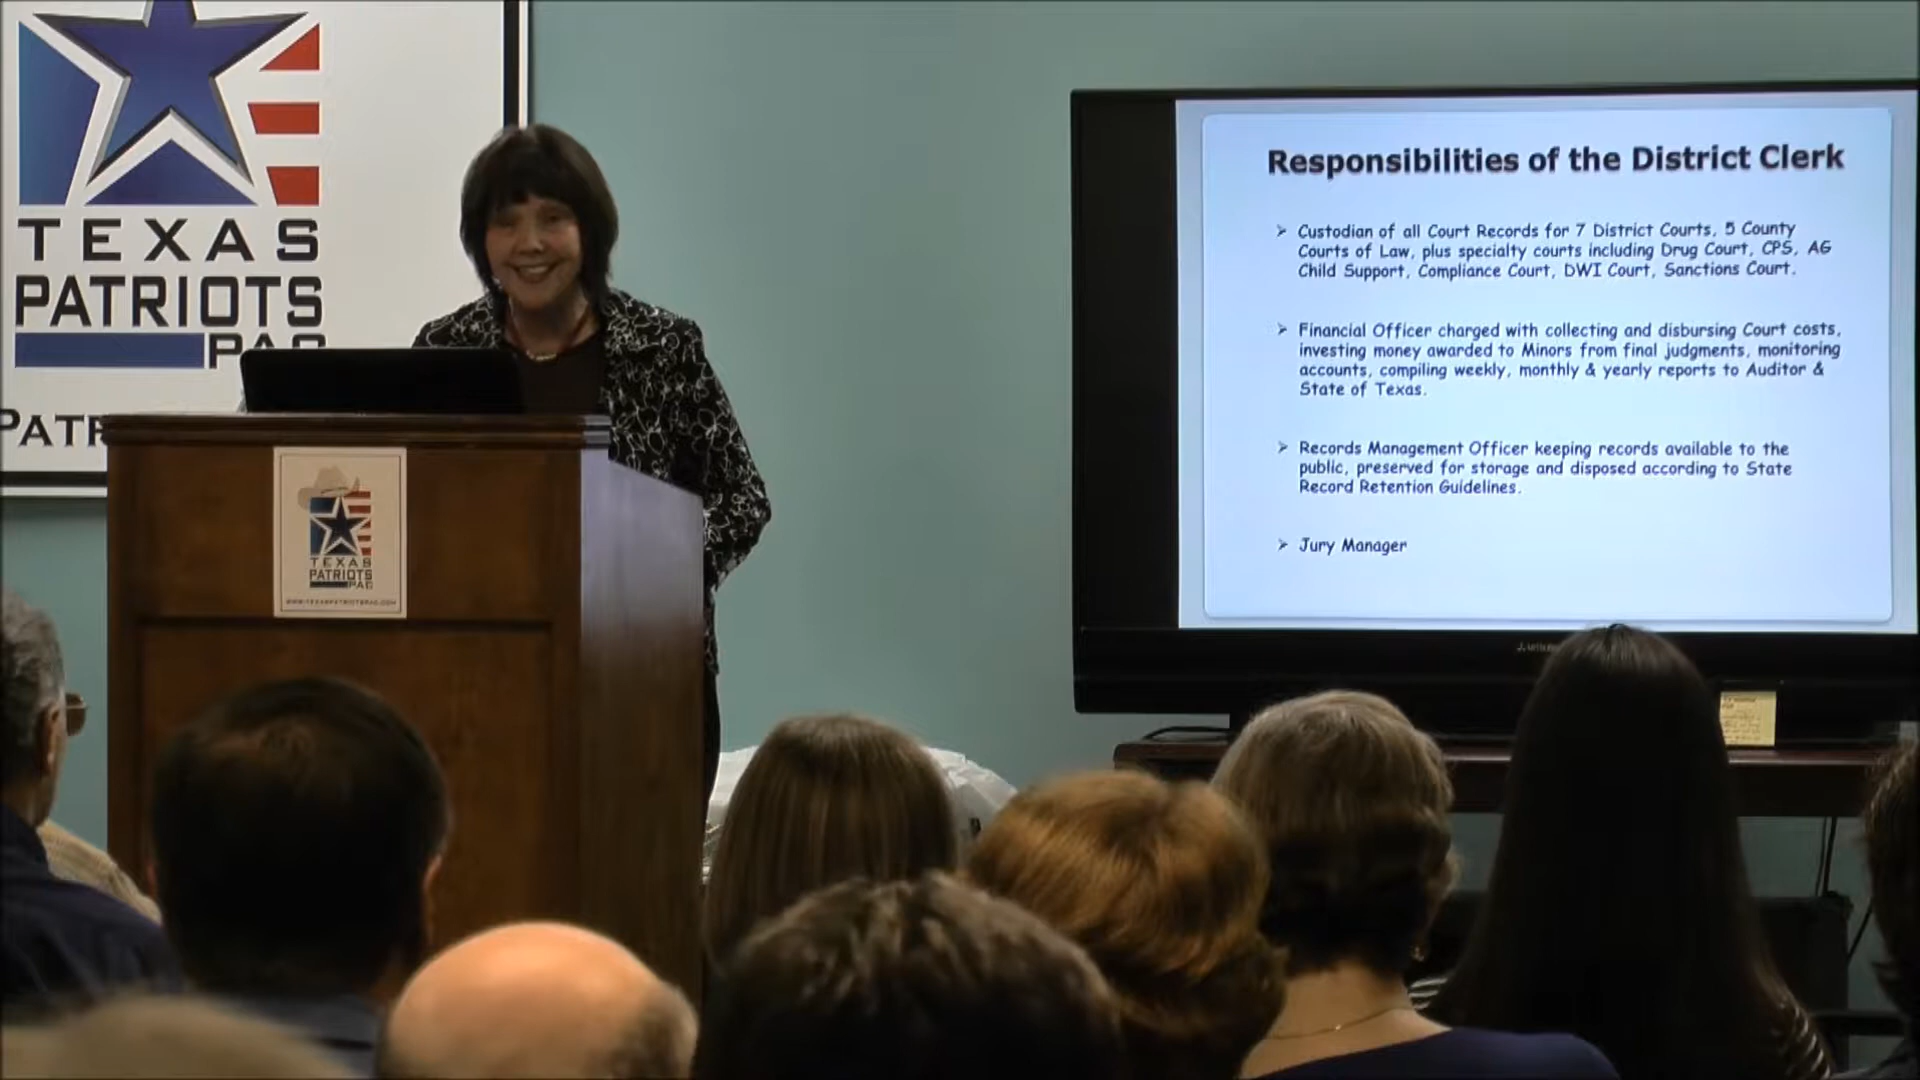 TEXAS
PATRIOTS
PAC
PATR
TEXAS
PATRIOTS
PAC
WWW.TEXASPATRIOTSPAC.COM
Responsibilities of the District Clerk
➢ Custodian of all Court Records for 7 District Courts, 5 County
Courts of Law, plus specialty courts including Drug Court, CPS, AG
Child Support, Compliance Court, DWI Court, Sanctions Court.
➢ Financial Officer charged with collecting and disbursing Court costs,
investing money awarded to Minors from final judgments, monitoring
accounts, compiling weekly, monthly & yearly reports to Auditor &
State of Texas.
➢ Records Management Officer keeping records available to the
public, preserved for storage and disposed according to State
Record Retention Guidelines.
➢ Jury Manager